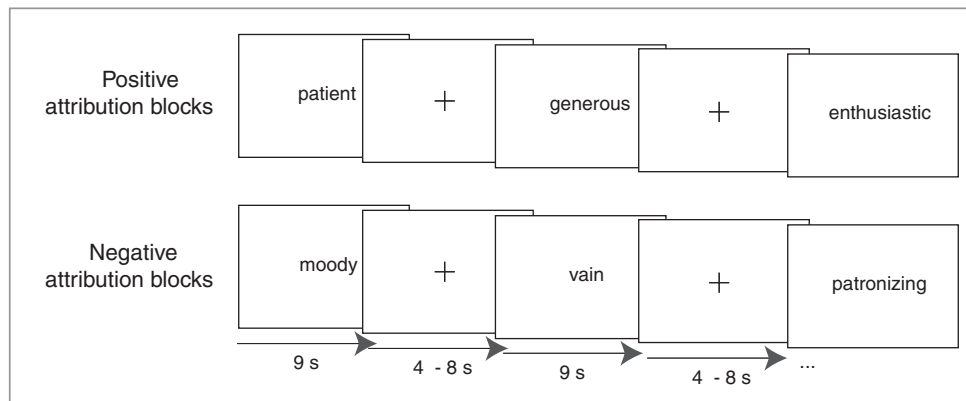 Positive
attribution blocks
patient
+
generous
+
enthusiastic
Negative
attribution blocks
moody
+
vain
+
patronizing
9 s
4 - 8 s
9 s
4 - 8 s
...